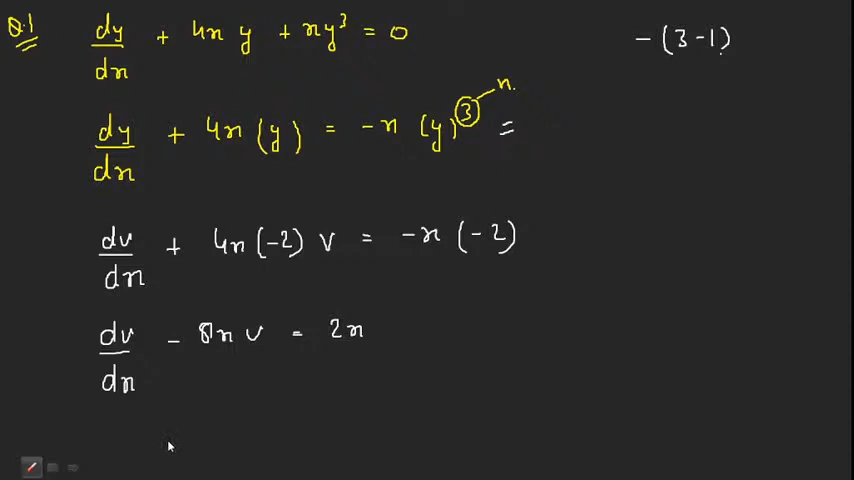 Q.1 dy/dx + 4x y + xy³ = 0
- (3-1)
n.
dy/dx + 4x (y) = -x (y)③ =
dv/dx + 4x (-2) v = -x (-2)
dv/dx - 8x v = 2x